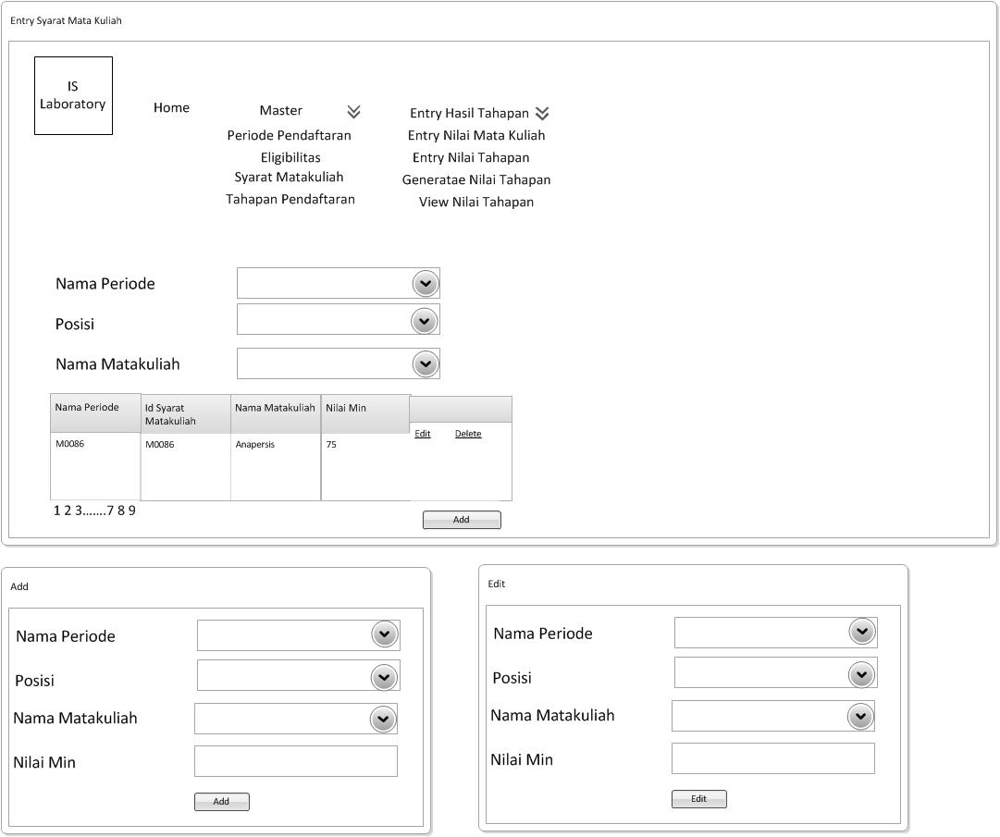 Entry Syarat Mata Kuliah
IS
Laboratory
Home
Master
Periode Pendaftaran
Eligibilitas
Syarat Matakuliah
Tahapan Pendaftaran
Entry Hasil Tahapan
Entry Nilai Mata Kuliah
Entry Nilai Tahapan
Generatae Nilai Tahapan
View Nilai Tahapan
Nama Periode
Posisi
Nama Matakuliah
Nama Periode
Id Syarat
Matakuliah
Nama Matakuliah
Nilai Min
M0086
M0086
Anapersis
75
Edit
Delete
1 2 3.......7 8 9
Add
Add
Nama Periode
Posisi
Nama Matakuliah
Nilai Min
Add
Edit
Nama Periode
Posisi
Nama Matakuliah
Nilai Min
Edit